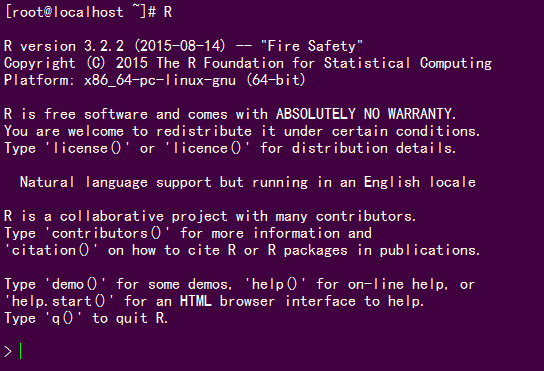 [root@localhost ~]# R
R version 3.2.2 (2015-08-14) -- "Fire Safety"
Copyright (C) 2015 The R Foundation for Statistical Computing
Platform: x86_64-pc-linux-gnu (64-bit)
R is free software and comes with ABSOLUTELY NO WARRANTY.
You are welcome to redistribute it under certain conditions.
Type 'license()' or 'licence()' for distribution details.
Natural language support but running in an English locale
R is a collaborative project with many contributors.
Type 'contributors()' for more information and
'citation()' on how to cite R or R packages in publications.
Type 'demo()' for some demos, 'help()' for on-line help, or
'help.start()' for an HTML browser interface to help.
Type 'q()' to quit R.
>